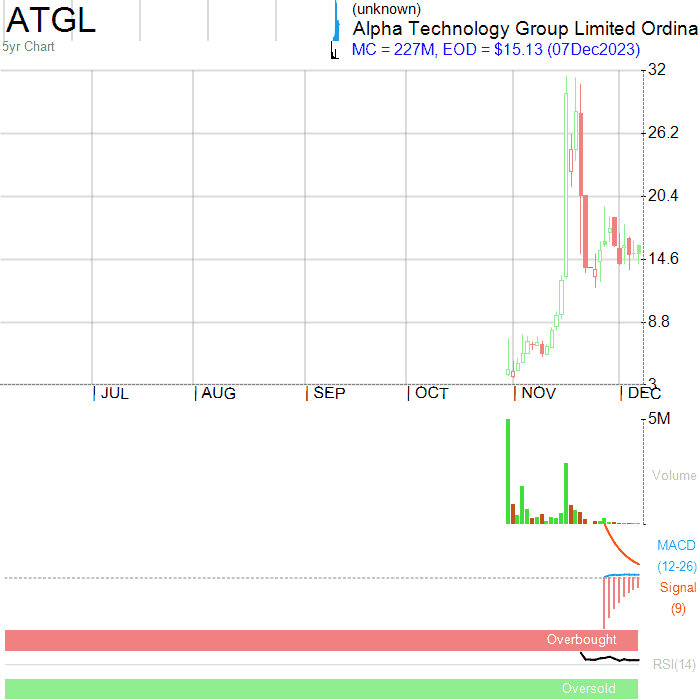 ATGL
(unknown)
Alpha Technology Group Limited Ordina
5yr Chart
MC = 227M, EOD = $15.13 (07Dec2023)
32
26.2
20.4
14.6
8.8
3
JUL
AUG
SEP
OCT
NOV
DEC
5M
Volume
MACD
(12-26)
Signal
(9)
Overbought
RSI(14)
Oversold